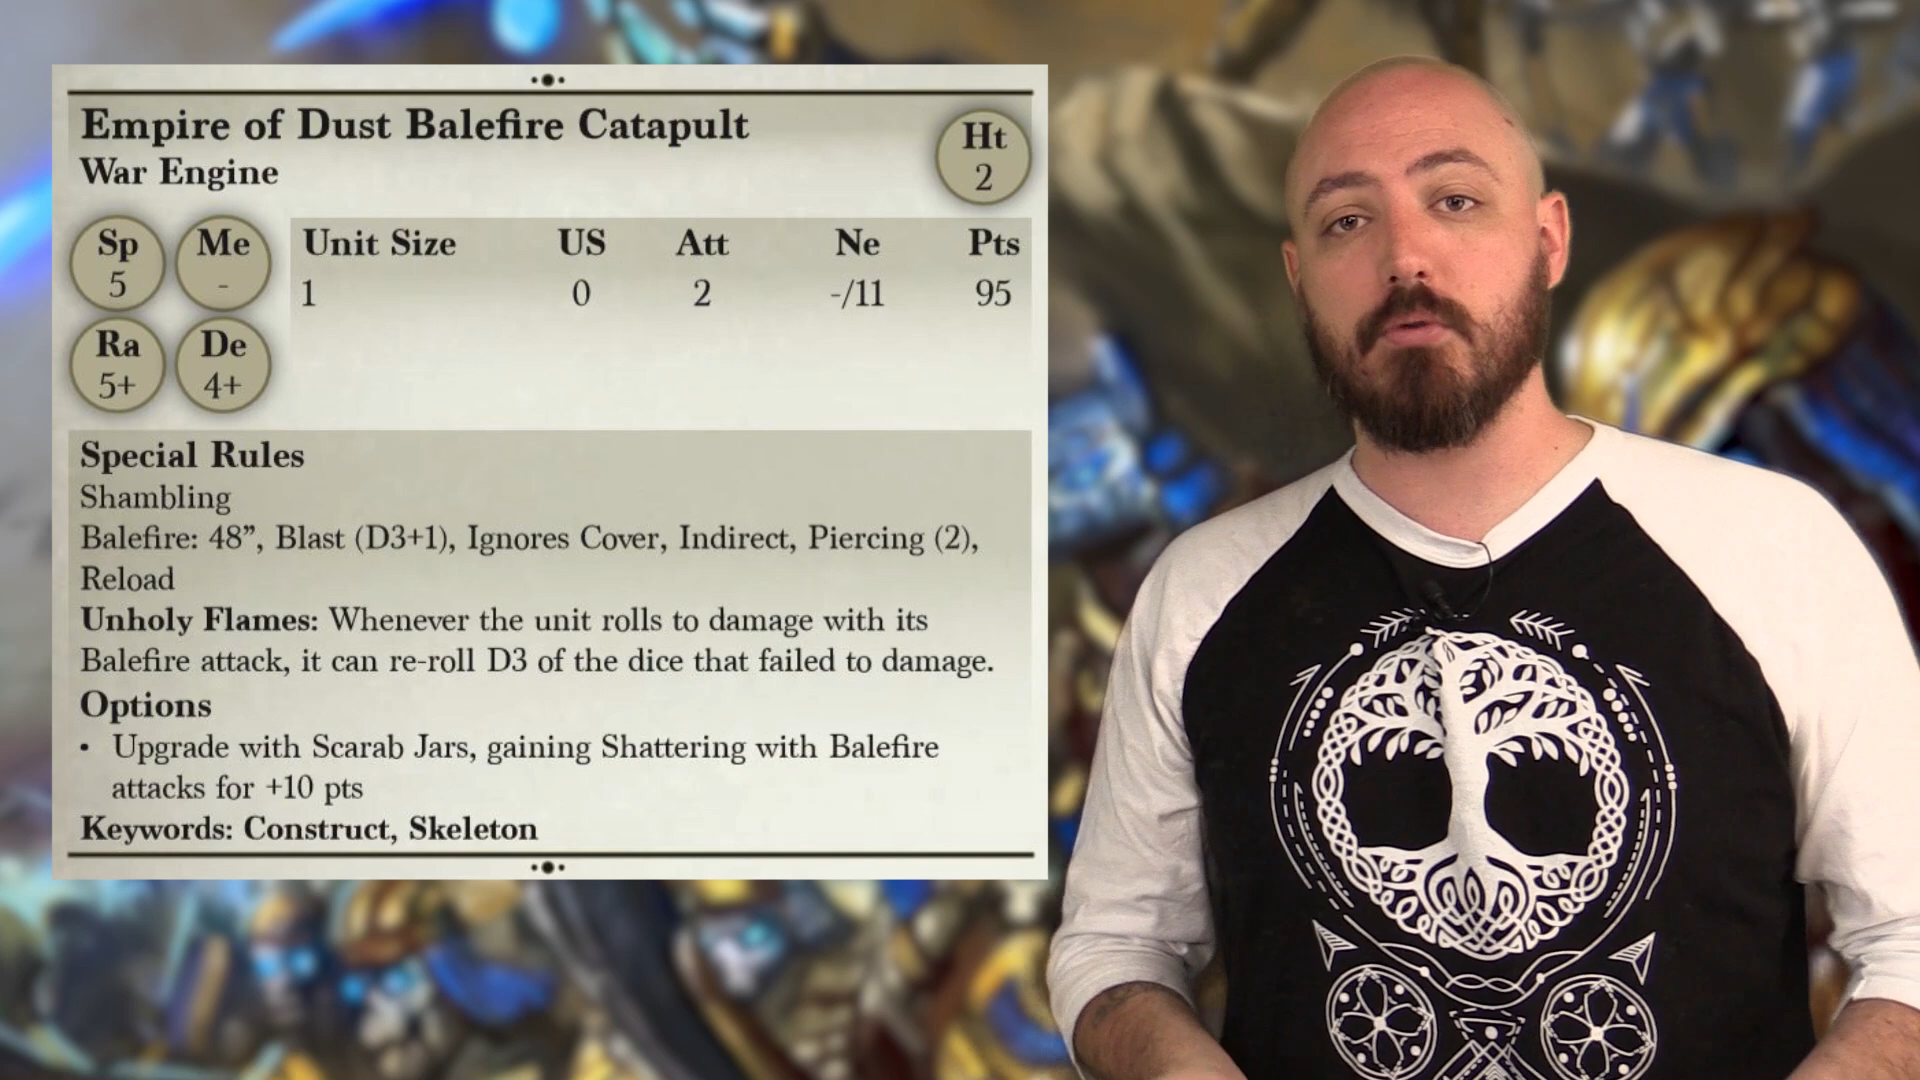 Empire of Dust Balefire Catapult
War Engine
Ht
2
Sp
5
Me
-
Ra
5+
De
4+
Unit Size US Att Ne Pts
1 0 2 -/11 95
Special Rules
Shambling
Balefire: 48”, Blast (D3+1), Ignores Cover, Indirect, Piercing (2),
Reload
Unholy Flames: Whenever the unit rolls to damage with its
Balefire attack, it can re-roll D3 of the dice that failed to damage.
Options
• Upgrade with Scarab Jars, gaining Shattering with Balefire
attacks for +10 pts
Keywords: Construct, Skeleton